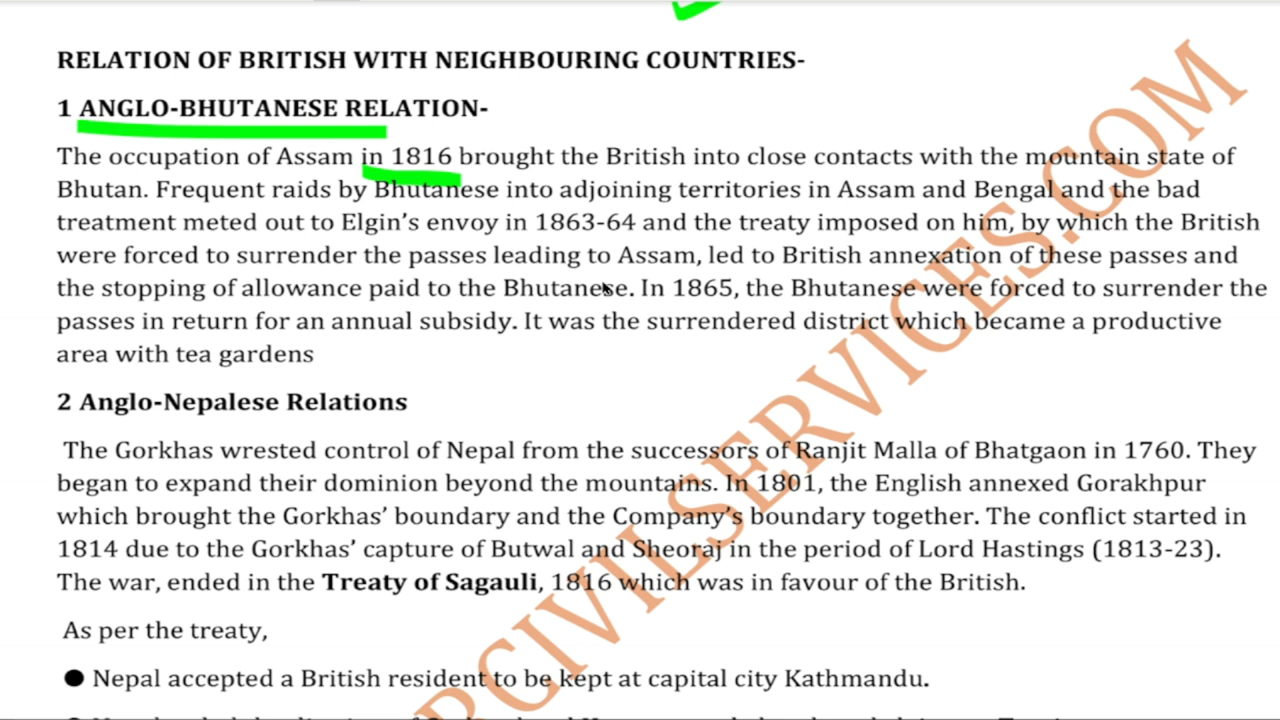 RELATION OF BRITISH WITH NEIGHBOURING COUNTRIES-
1 ANGLO-BHUTANESE RELATION-
The occupation of Assam in 1816 brought the British into close contacts with the mountain state of
Bhutan. Frequent raids by Bhutanese into adjoining territories in Assam and Bengal and the bad
treatment meted out to Elgin’s envoy in 1863-64 and the treaty imposed on him, by which the British
were forced to surrender the passes leading to Assam, led to British annexation of these passes and
the stopping of allowance paid to the Bhutanese. In 1865, the Bhutanese were forced to surrender the
passes in return for an annual subsidy. It was the surrendered district which became a productive
area with tea gardens
2 Anglo-Nepalese Relations
The Gorkhas wrested control of Nepal from the successors of Ranjit Malla of Bhatgaon in 1760. They
began to expand their dominion beyond the mountains. In 1801, the English annexed Gorakhpur
which brought the Gorkhas’ boundary and the Company’s boundary together. The conflict started in
1814 due to the Gorkhas’ capture of Butwal and Sheoraj in the period of Lord Hastings (1813-23).
The war, ended in the Treaty of Sagauli, 1816 which was in favour of the British.
As per the treaty,
● Nepal accepted a British resident to be kept at capital city Kathmandu.
PCIVILSERVICES.COM